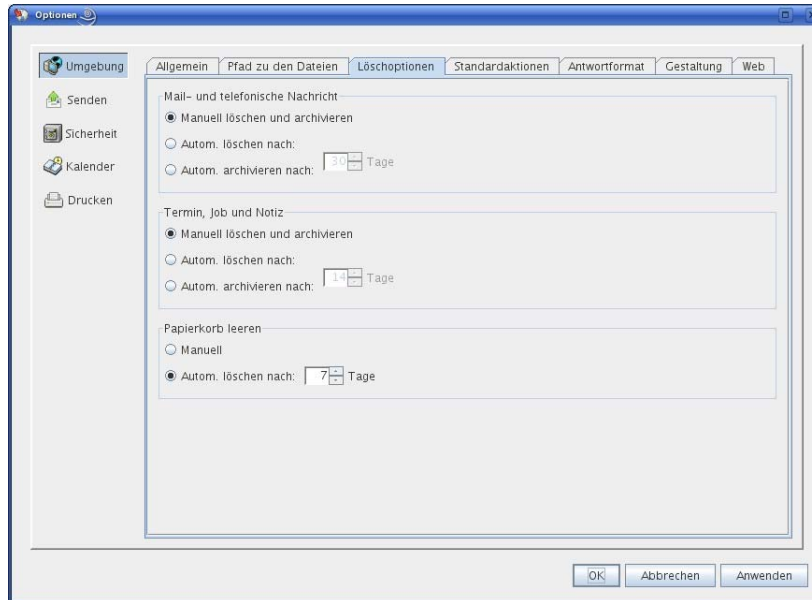 Optionen
Umgebung
Senden
Sicherheit
Kalender
Drucken
Allgemein Pfad zu den Dateien Löschoptionen Standardaktionen Antwortformat Gestaltung Web
Mail- und telefonische Nachricht
Manuell löschen und archivieren
Autom. löschen nach:
Autom. archivieren nach: 30 Tage
Termin, Job und Notiz
Manuell löschen und archivieren
Autom. löschen nach:
Autom. archivieren nach: 14 Tage
Papierkorb leeren
Manuell
Autom. löschen nach: 7 Tage
OK Abbrechen Anwenden